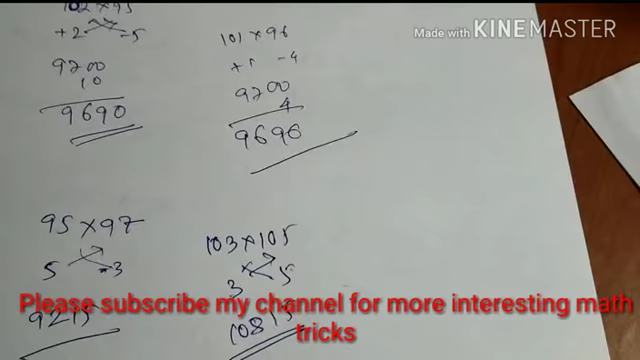 Made with KINEMASTER
102 × 95
+2 -5
9700
10
9690
101 × 96
+1 -4
9700
4
9696
95 × 97
5 -3
9215
103 × 105
3 5
10815
Please subscribe my channel for more interesting math
tricks